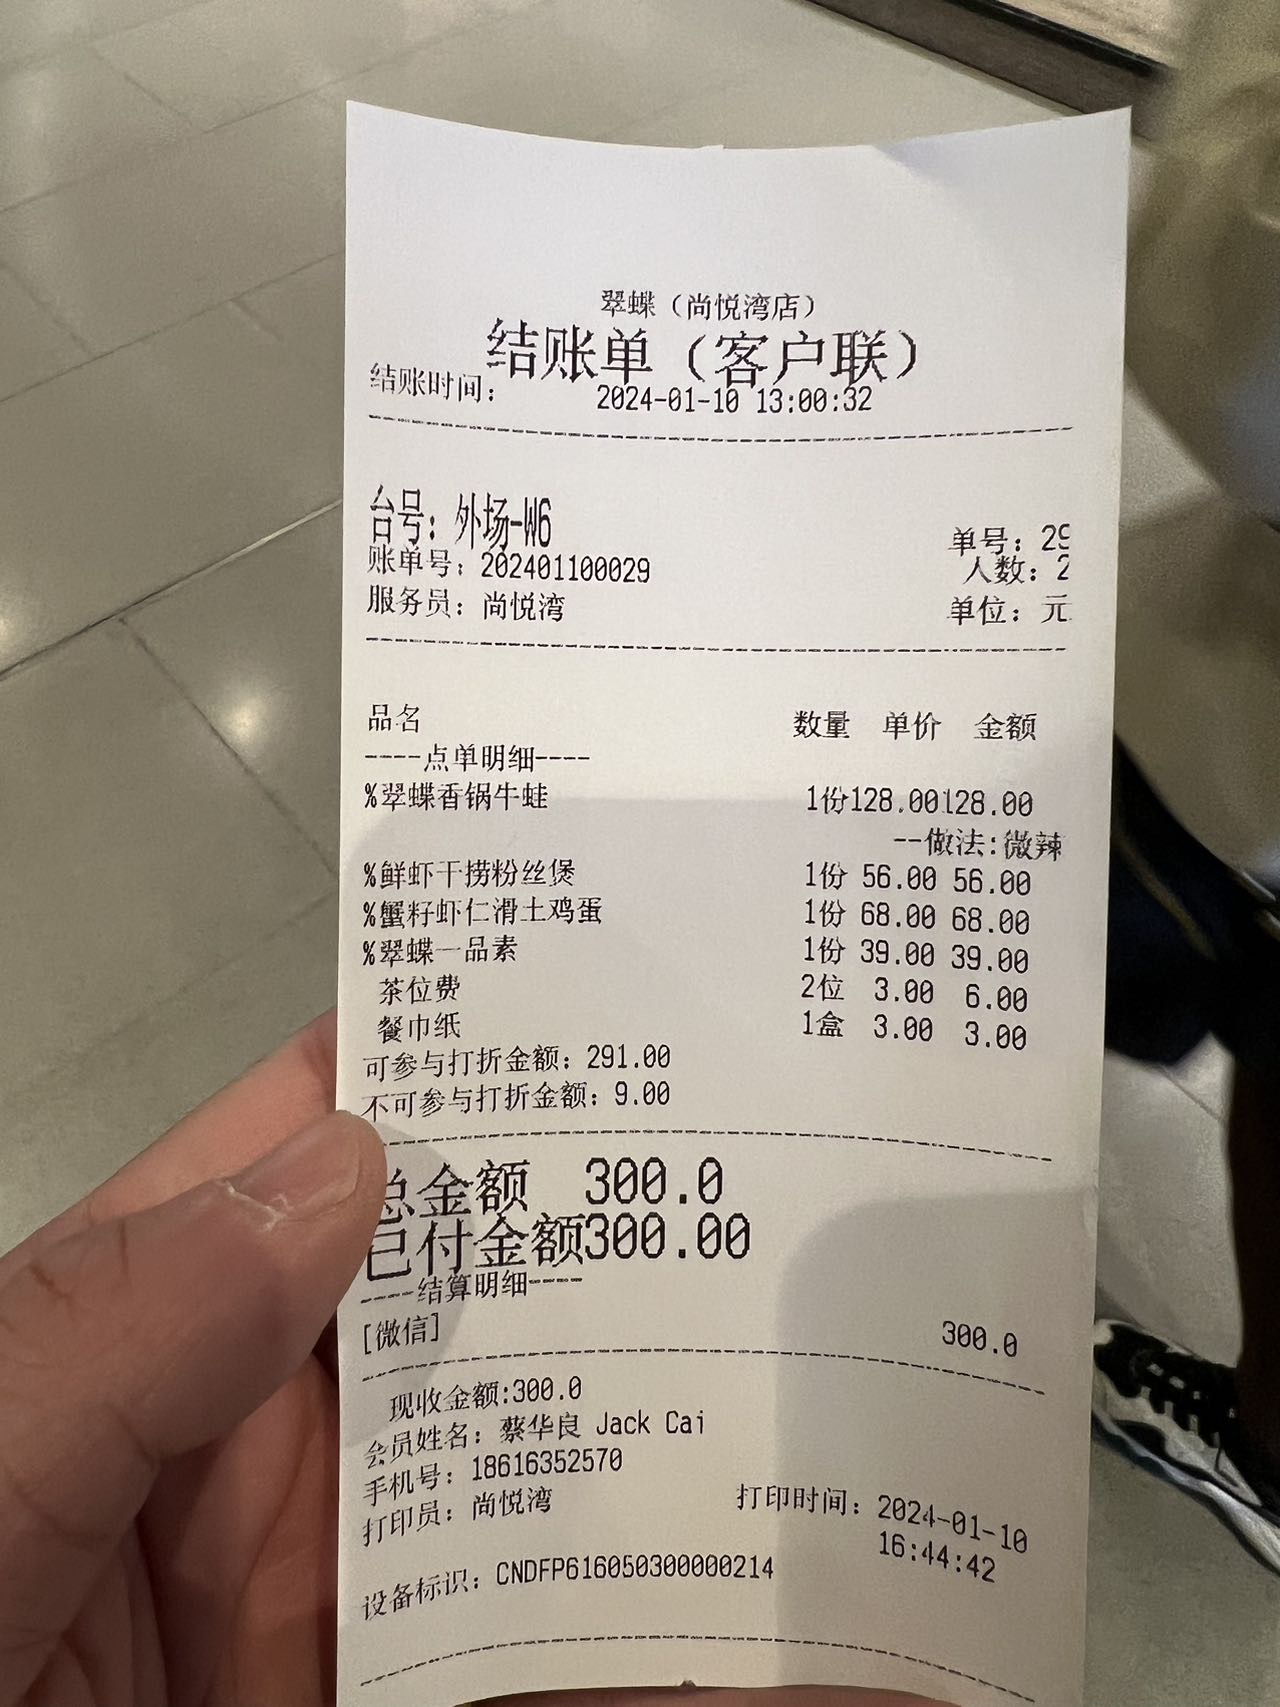 翠蝶（尚悦湾店）
结账单（客户联）
结账时间： 2024-01-10 13:00:32
台号：外场-W6
单号：29
账单号：202401100029
人数：2
服务员：尚悦湾
单位：元
品名 数量 单价 金额
----点单明细----
%翠蝶香锅牛蛙 1份128.00128.00
--做法:微辣
%鲜虾干捞粉丝煲 1份 56.00 56.00
%蟹籽虾仁滑土鸡蛋 1份 68.00 68.00
%翠蝶一品素 1份 39.00 39.00
茶位费 2位 3.00 6.00
餐巾纸 1盒 3.00 3.00
可参与打折金额：291.00
不可参与打折金额：9.00
总金额 300.0
已付金额300.00
----结算明细----
[微信] 300.0
现收金额:300.0
会员姓名：蔡华良 Jack Cai
手机号：18616352570
打印员：尚悦湾 打印时间：2024-01-10
16:44:42
设备标识：CNDFP616050300000214